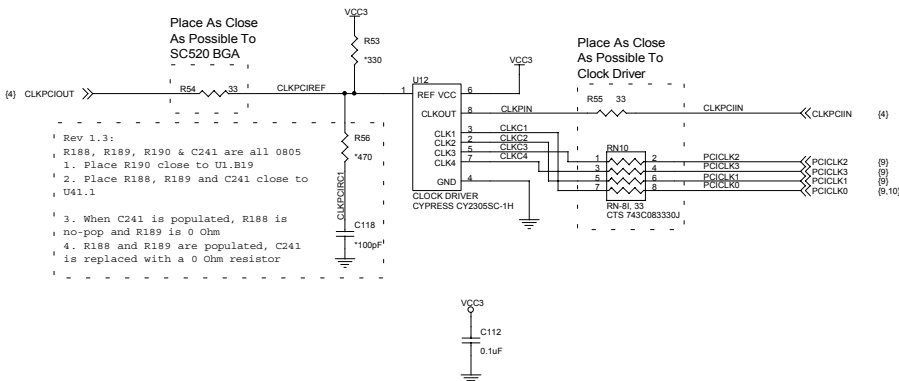 Place As Close
As Possible To
SC520 BGA
VCC3
R53
*330
VCC3
Place As Close
As Possible To
Clock Driver
{4} CLKPCIOUT
R54 33
CLKPCIREF
U12
1 REF VCC 6
CLKOUT 8 CLKPIN
R55 33
CLKPCIIN
CLKPCIIN {4}
CLK1 3 CLKC1
CLK2 2 CLKC2
CLK3 5 CLKC3
CLK4 7 CLKC4
GND 4
CLOCK DRIVER
CYPRESS CY2305SC-1H
RN10
1 2 PCICLK2 PCICLK2 {9}
3 4 PCICLK3 PCICLK3 {9}
5 6 PCICLK1 PCICLK1 {9}
7 8 PCICLK0 PCICLK0 {9,10}
RN-8I, 33
CTS 743C083330J
Rev 1.3:
R188, R189, R190 & C241 are all 0805
1. Place R190 close to U1.B19
2. Place R188, R189 and C241 close to
U41.1
3. When C241 is populated, R188 is
no-pop and R189 is 0 Ohm
4. R188 and R189 are populated, C241
is replaced with a 0 Ohm resistor
R56
*470
CLKPCIRC1
C118
*100pF
VCC3
C112
0.1uF